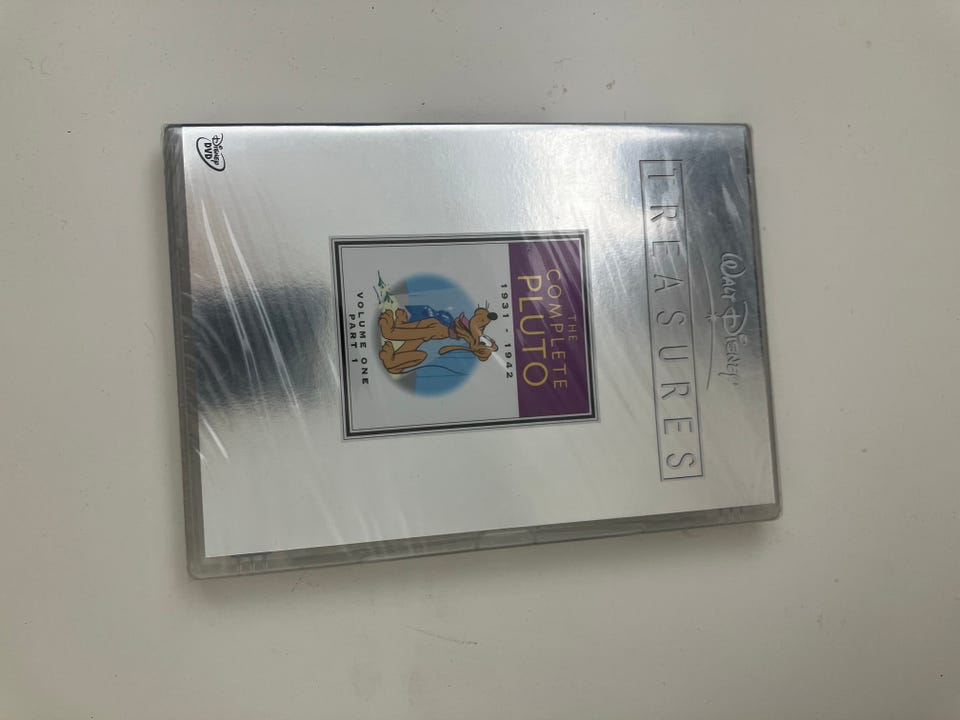 WALT DISNEY
TREASURES
THE
COMPLETE
PLUTO
1931 - 1942
VOLUME ONE
PART 1
DISNEY
DVD